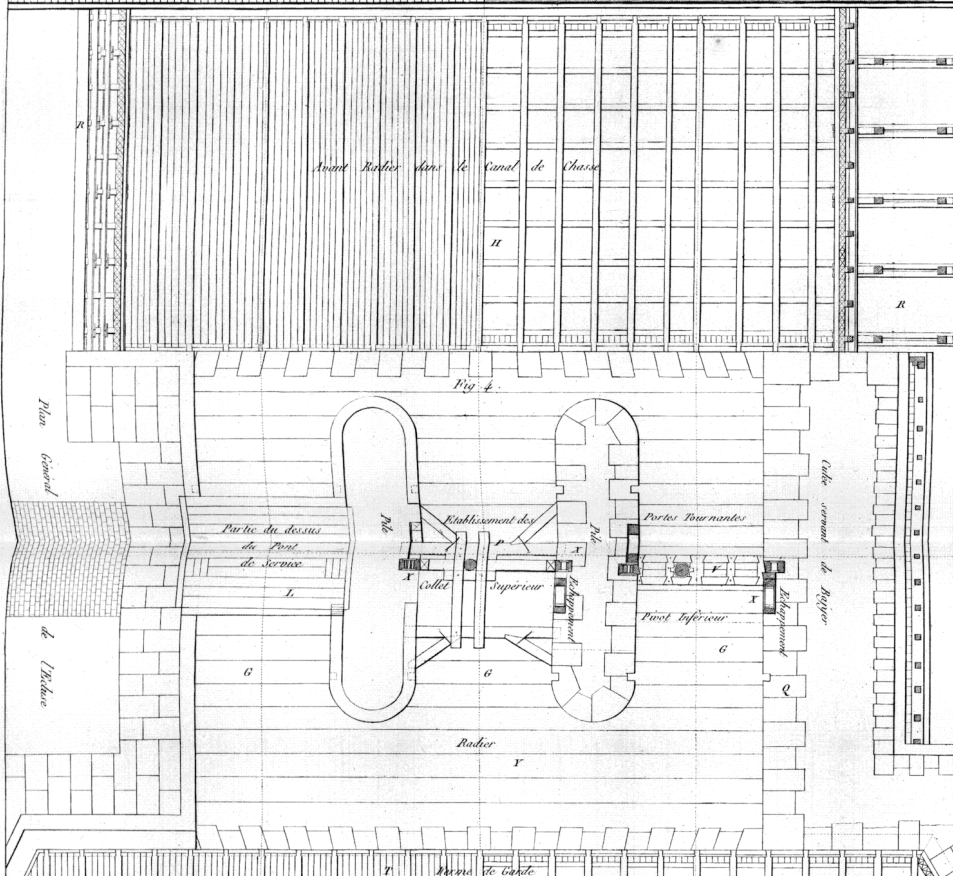 R
Avant Radier dans le Canal de Chasse
H
R
Fig 4.
Plan Général de l'Ecluse
Partie du dessus
du Pont
de Service
L
Pile
Etablissement des Portes Tournantes
P
X
X
Collet Supérieur
Echappement
Pile
V
Pivot Inférieur
X
Echappement
Culée servant de Bajoyer
G
G
G
Q
Radier
Y
T
Farme de Garde